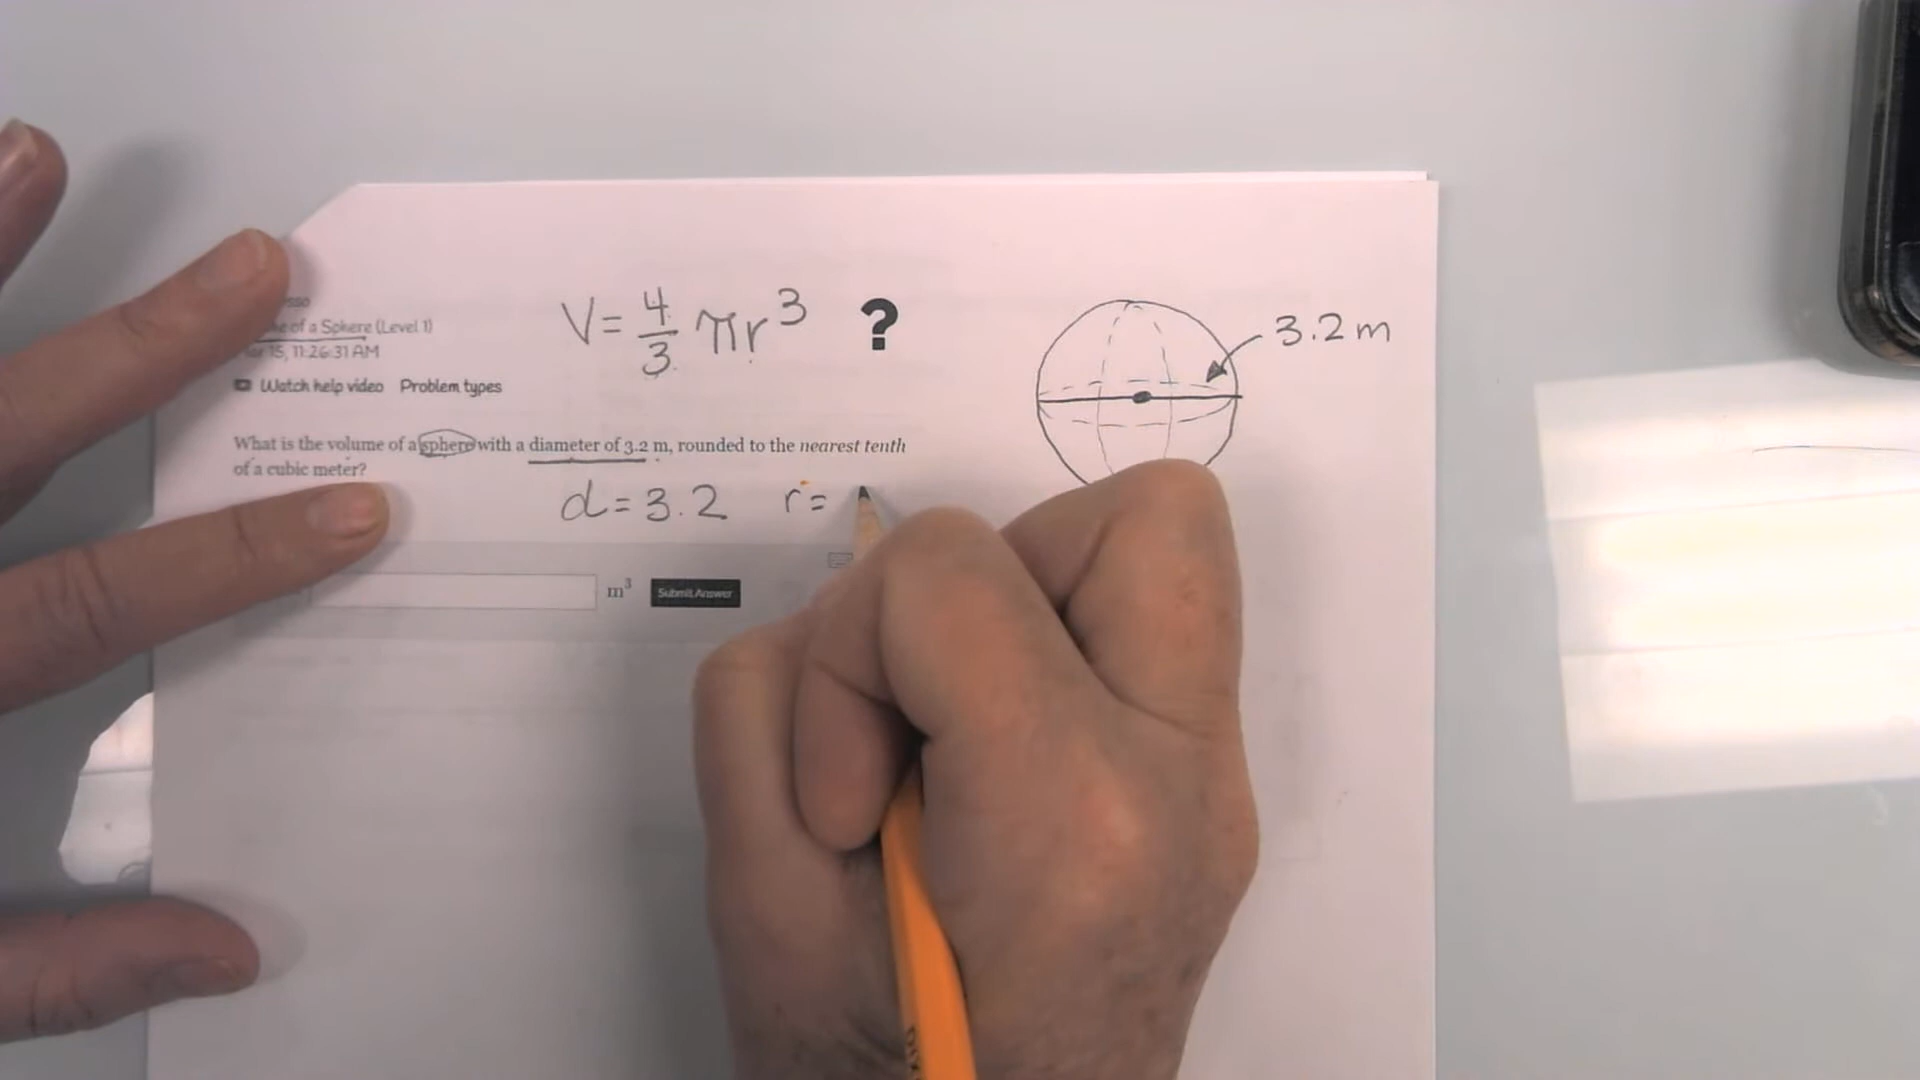 V = 4/3 πr³ ?
3.2 m
of a Sphere (Level 1)
15, 11:26:31 AM
Watch help video Problem types
What is the volume of a sphere with a diameter of 3.2 m, rounded to the nearest tenth
of a cubic meter?
d = 3.2 r =
m³ Submit Answer